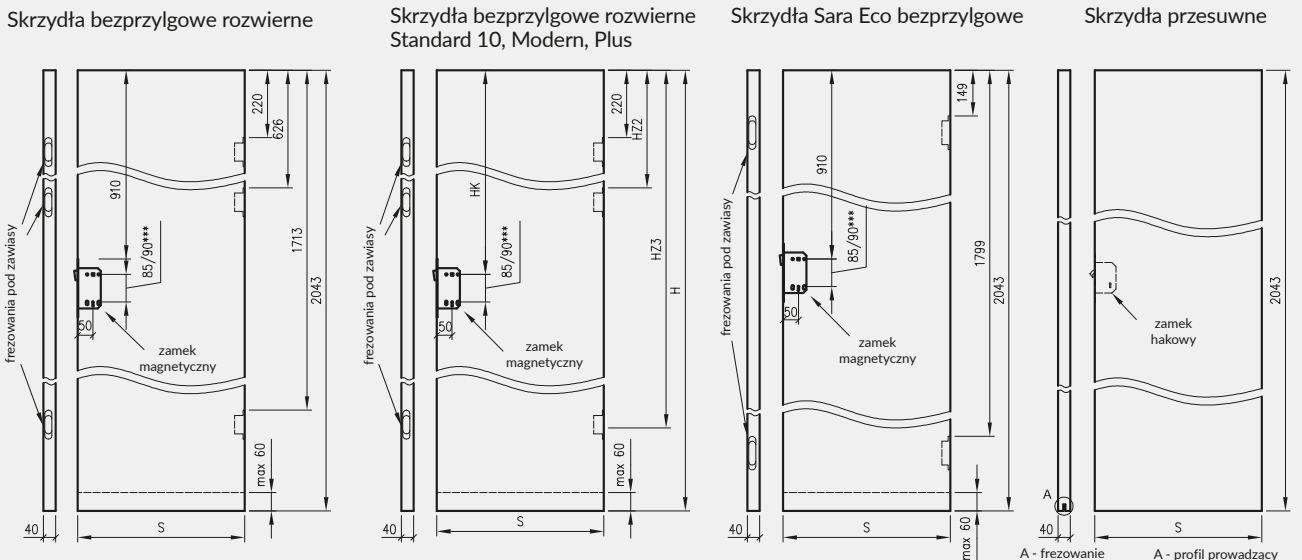 Skrzydła bezprzylgowe rozwierne
frezowania pod zawiasy
910
220
626
1713
2043
85/90***
50
zamek
magnetyczny
max 60
40
S
Skrzydła bezprzylgowe rozwierne
Standard 10, Modern, Plus
frezowania pod zawiasy
HK
220
HZ2
HZ3
H
85/90***
50
zamek
magnetyczny
max 60
40
S
Skrzydła Sara Eco bezprzylgowe
frezowania pod zawiasy
910
149
1799
2043
85/90***
50
zamek
magnetyczny
max 60
40
S
Skrzydła przesuwne
2043
zamek
hakowy
A
40
S
A - frezowanie
A - profil prowadzący